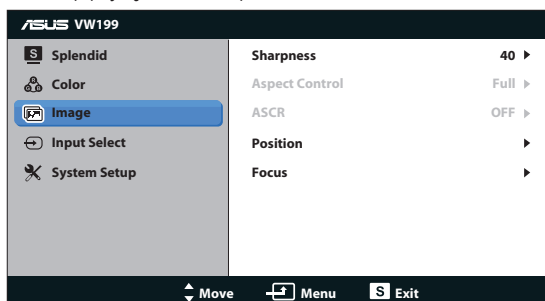 ASUS VW199
S Splendid
Color
Image
Input Select
System Setup
Sharpness 40
Aspect Control Full
ASCR OFF
Position
Focus
Move Menu S Exit